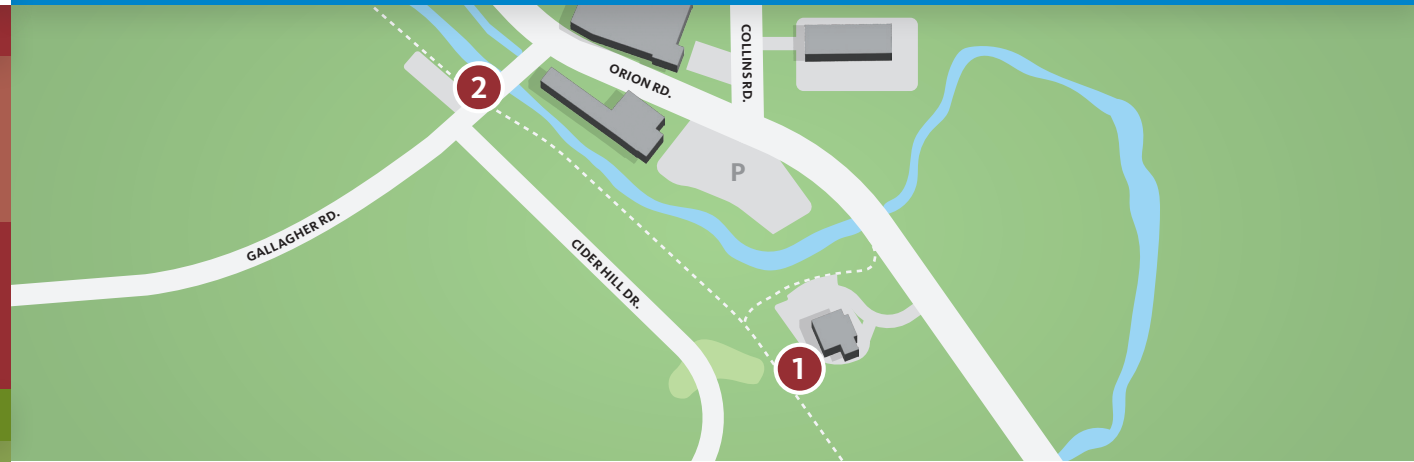 COLLINS RD.
ORION RD.
2
P
GALLAGHER RD.
CIDER HILL DR.
1